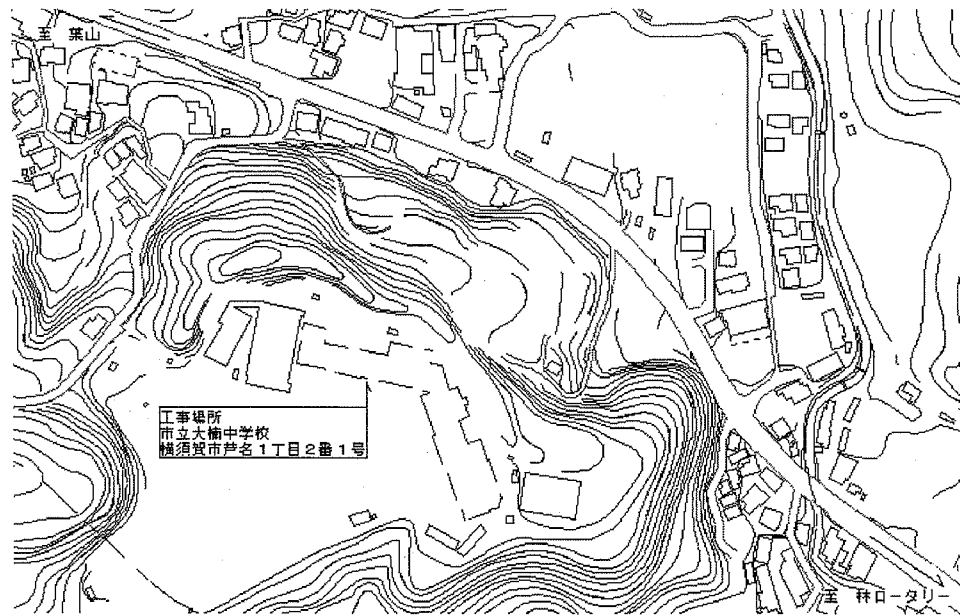 至 葉山
工事場所
市立大楠中学校
横須賀市芦名1丁目2番1号
至 林ロータリー